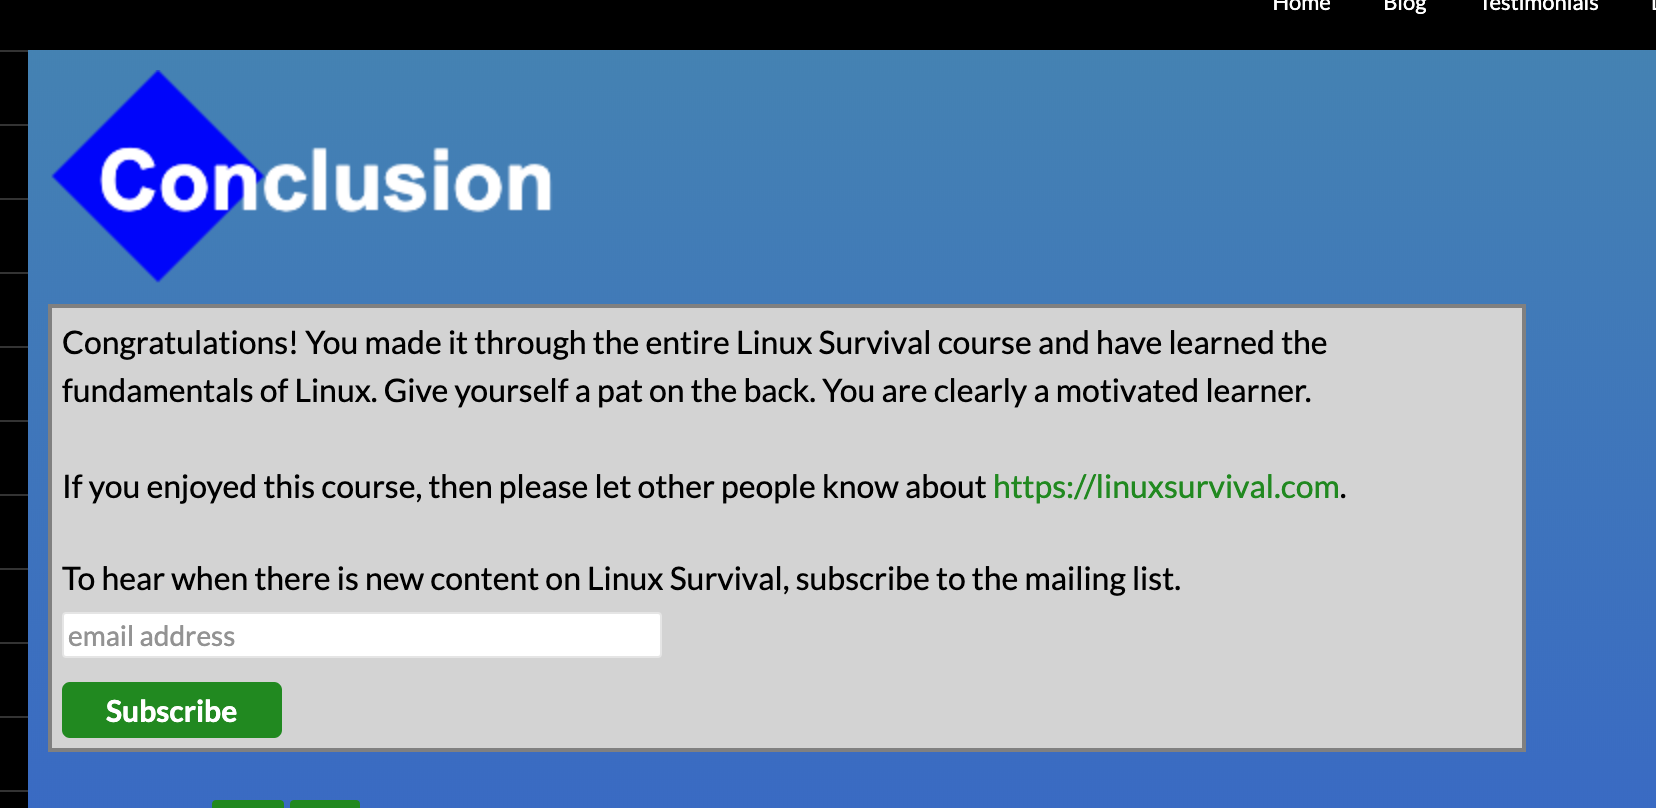 Home Blog Testimonials
Conclusion
Congratulations! You made it through the entire Linux Survival course and have learned the
fundamentals of Linux. Give yourself a pat on the back. You are clearly a motivated learner.
If you enjoyed this course, then please let other people know about https://linuxsurvival.com.
To hear when there is new content on Linux Survival, subscribe to the mailing list.
email address
Subscribe